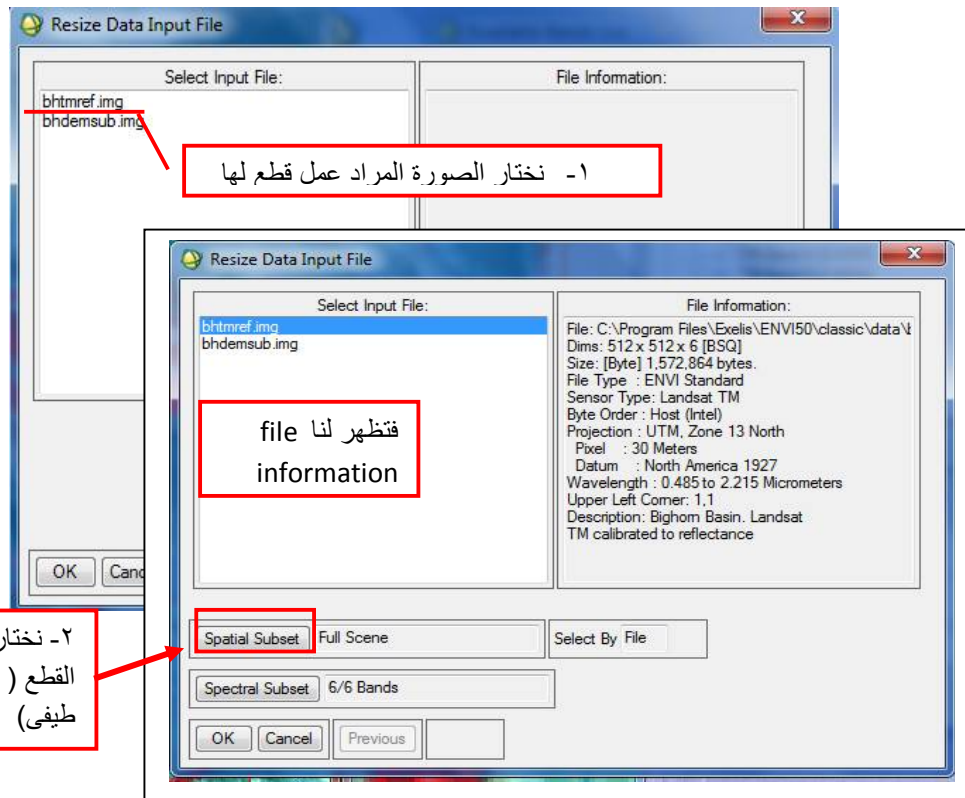 Resize Data Input File
Select Input File:
File Information:
bhtmref.img
bhdemsub.img
١- نختار الصورة المراد عمل قطع لها
OK
Resize Data Input File
Select Input File:
File Information:
bhtmref.img
bhdemsub.img
File: C:\Program Files\Exelis\ENVI50\classic\data\
Dims: 512 x 512 x 6 [BSQ]
Size: [Byte] 1,572,864 bytes.
File Type : ENVI Standard
Sensor Type: Landsat TM
Byte Order : Host (Intel)
Projection : UTM, Zone 13 North
Pixel : 30 Meters
Datum : North America 1927
Wavelength : 0.485 to 2.215 Micrometers
Upper Left Corner: 1,1
Description: Bighorn Basin. Landsat
TM calibrated to reflectance
فتظهر لنا file
information
٢- نختار
القطع (
طيفى)
Spatial Subset Full Scene
Select By File
Spectral Subset 6/6 Bands
OK Cancel Previous